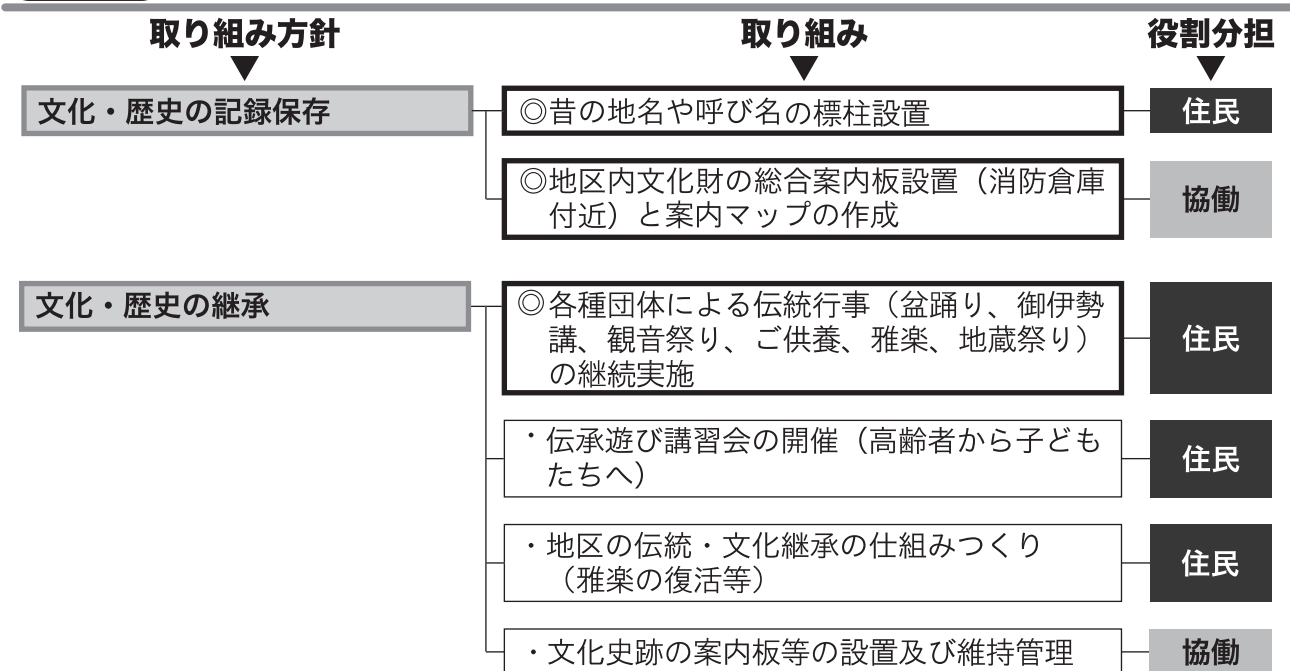 取り組み方針
取り組み
役割分担
文化・歴史の記録保存
◎昔の地名や呼び名の標柱設置
住民
◎地区内文化財の総合案内板設置（消防倉庫
付近）と案内マップの作成
協働
文化・歴史の継承
◎各種団体による伝統行事（盆踊り、御伊勢
講、観音祭り、ご供養、雅楽、地蔵祭り）
の継続実施
住民
・伝承遊び講習会の開催（高齢者から子ども
たちへ）
住民
・地区の伝統・文化継承の仕組みつくり
（雅楽の復活等）
住民
・文化史跡の案内板等の設置及び維持管理
協働